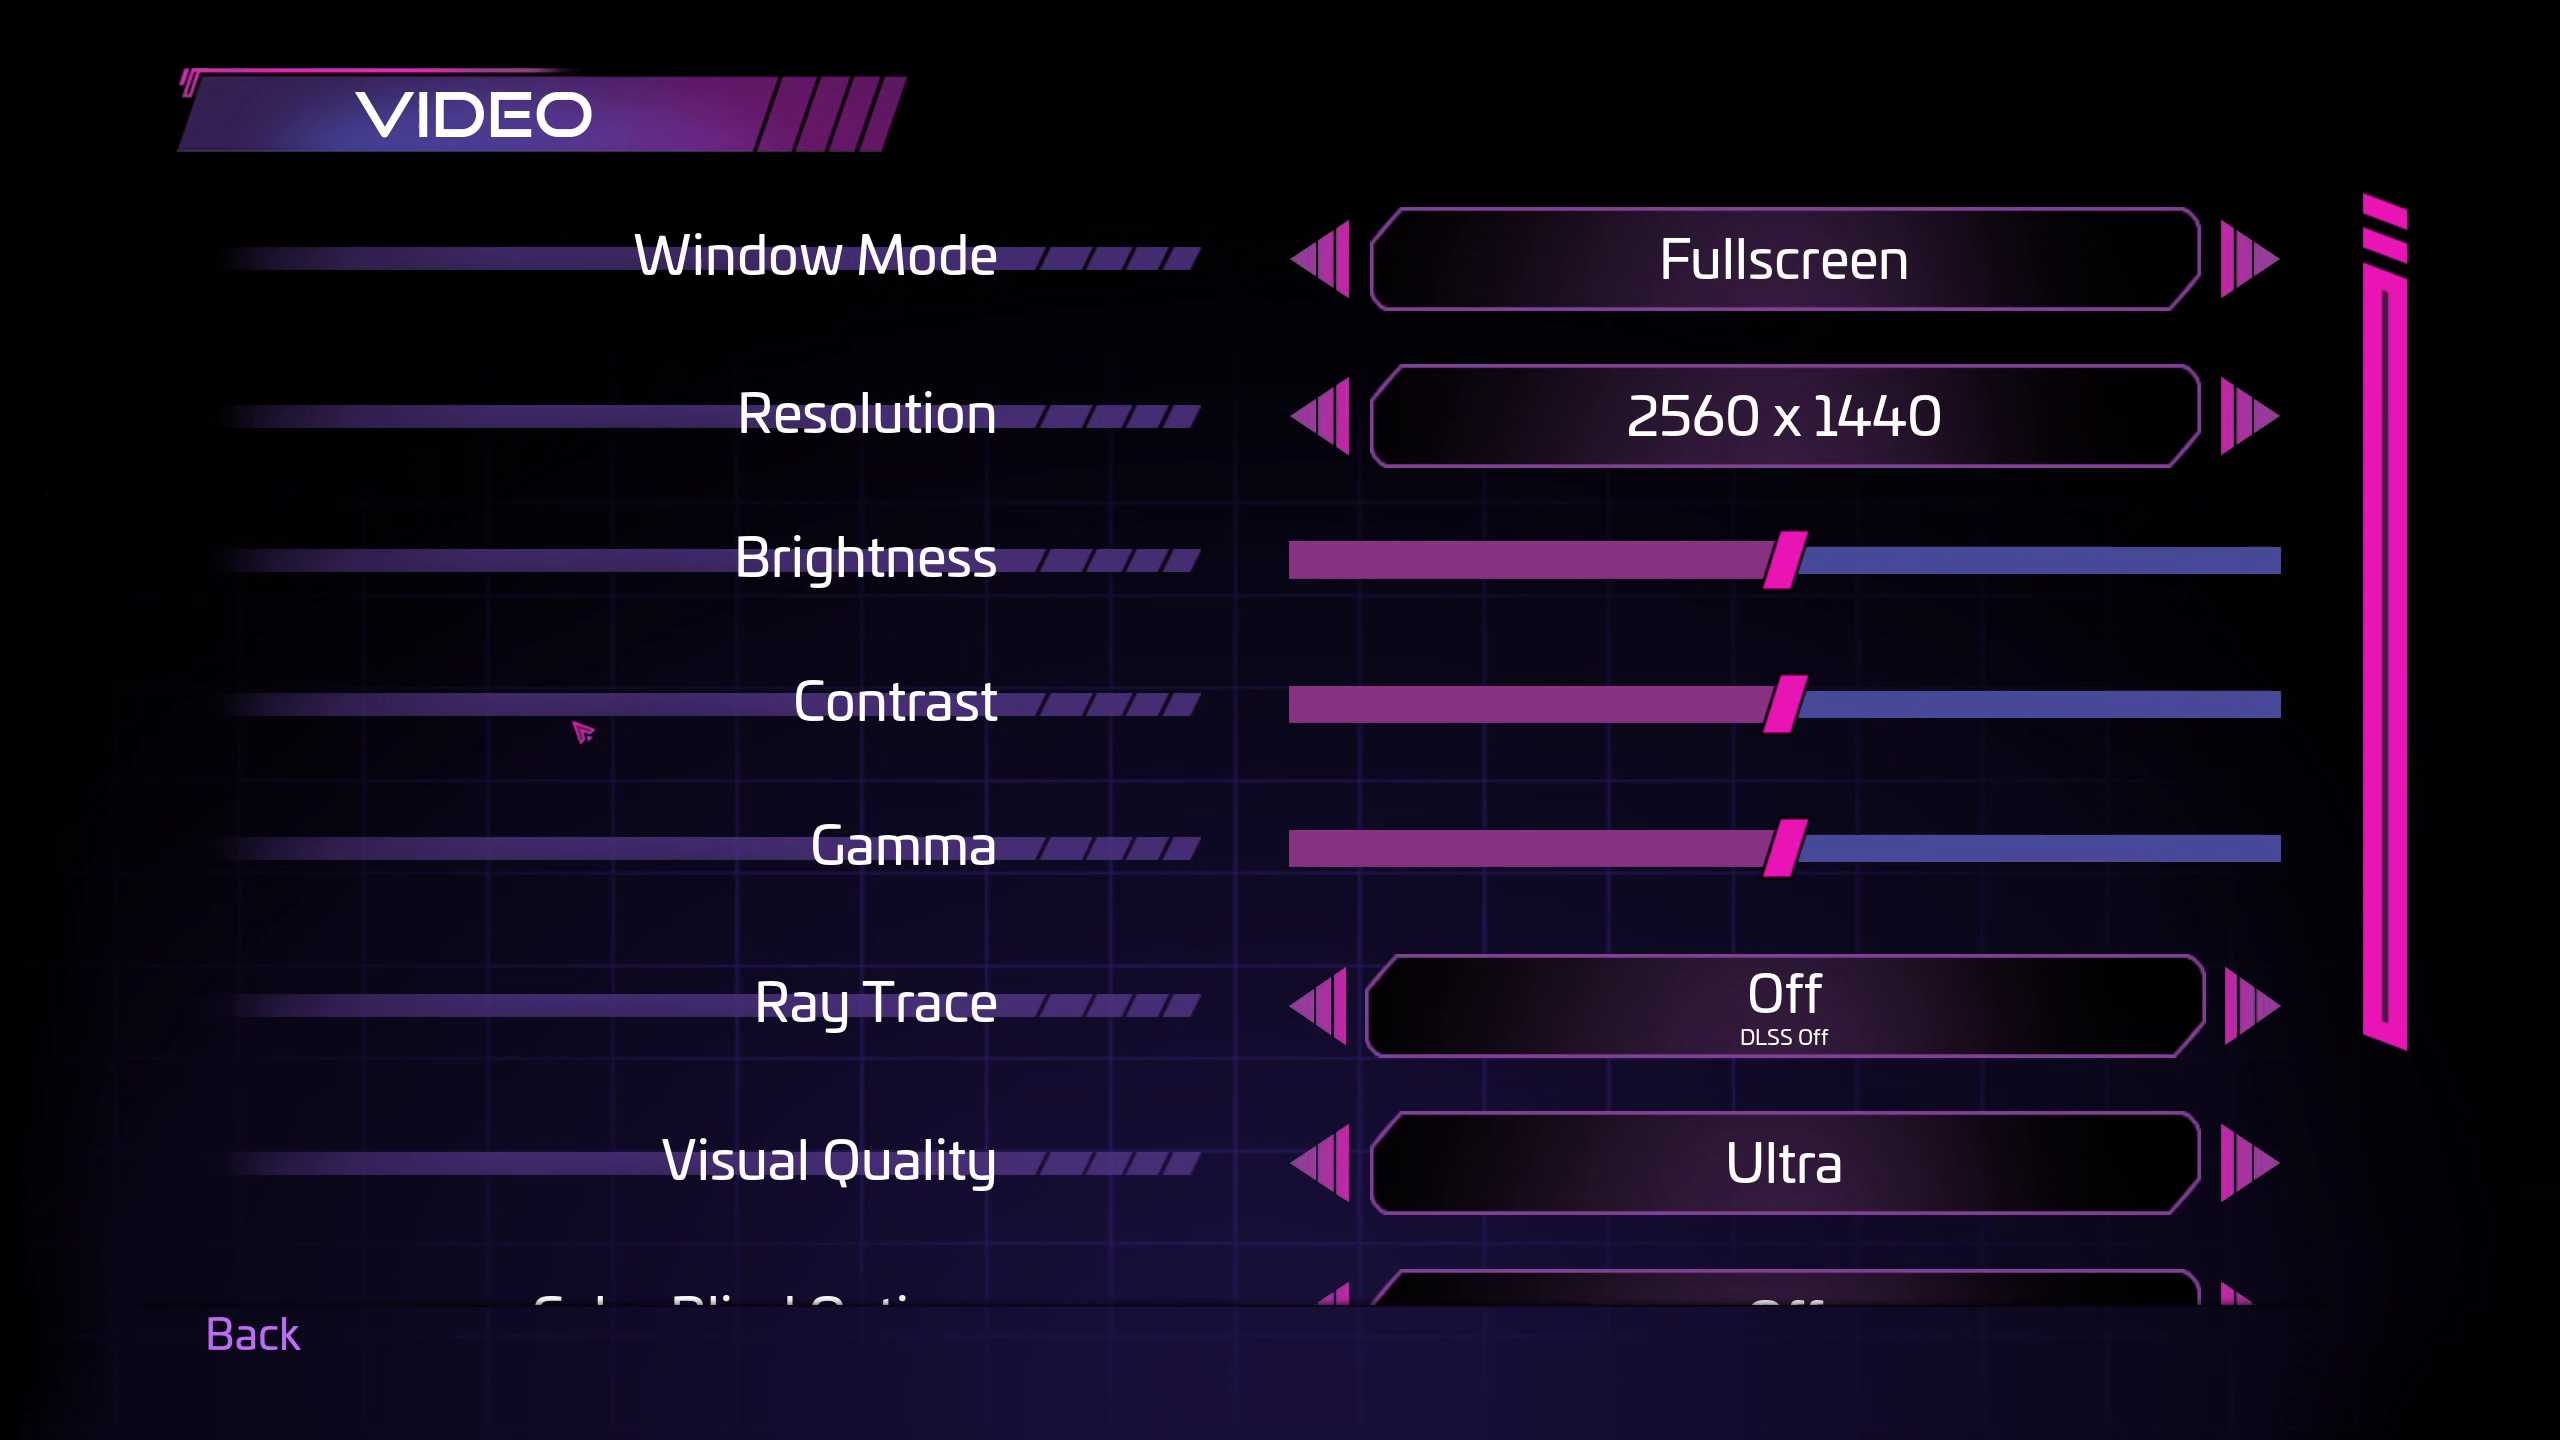 VIDEO
Window Mode
Fullscreen
Resolution
2560 x 1440
Brightness
Contrast
Gamma
Ray Trace
Off
DLSS Off
Visual Quality
Ultra
Back